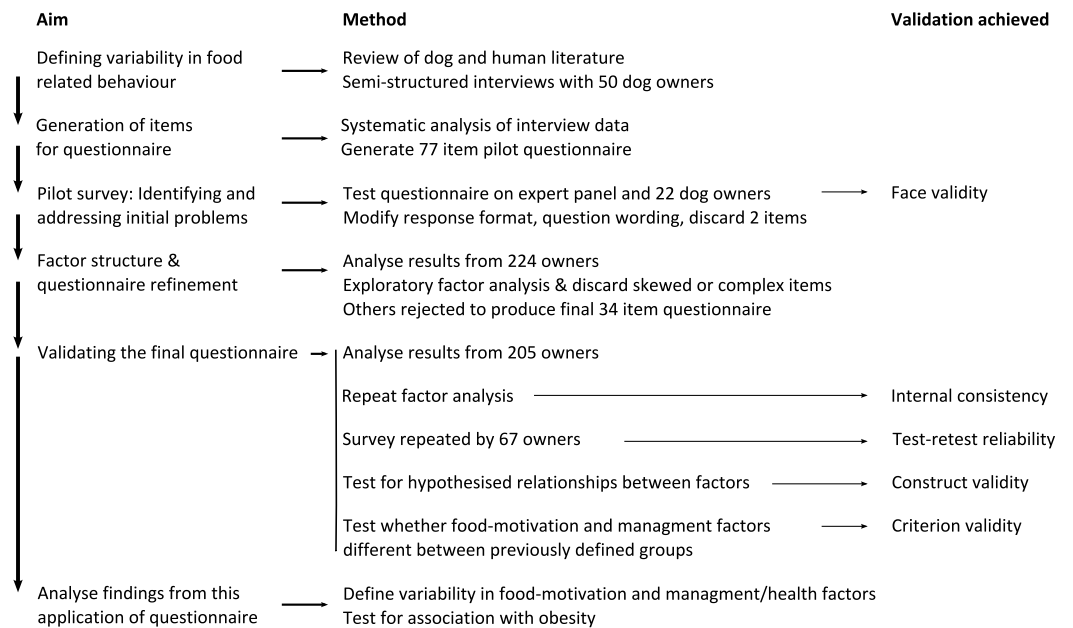 Aim
Method
Validation achieved
Defining variability in food
related behaviour
Review of dog and human literature
Semi-structured interviews with 50 dog owners
Generation of items
for questionnaire
Systematic analysis of interview data
Generate 77 item pilot questionnaire
Pilot survey: Identifying and
addressing initial problems
Test questionnaire on expert panel and 22 dog owners
Modify response format, question wording, discard 2 items
Face validity
Factor structure &
questionnaire refinement
Analyse results from 224 owners
Exploratory factor analysis & discard skewed or complex items
Others rejected to produce final 34 item questionnaire
Validating the final questionnaire
Analyse results from 205 owners
Repeat factor analysis
Internal consistency
Survey repeated by 67 owners
Test-retest reliability
Test for hypothesised relationships between factors
Construct validity
Test whether food-motivation and managment factors
different between previously defined groups
Criterion validity
Analyse findings from this
application of questionnaire
Define variability in food-motivation and managment/health factors
Test for association with obesity